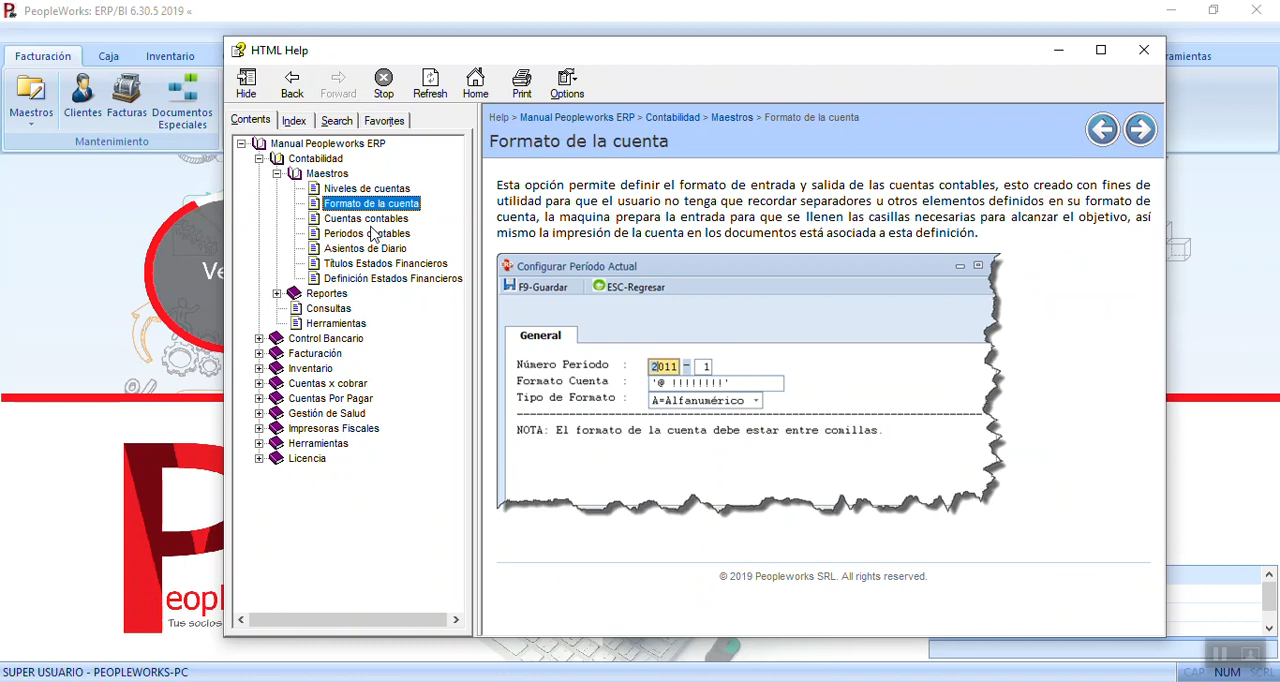 PeopleWorks: ERP/BI 6.30.5 2019 «
Facturación
Caja
Inventario
ramientas
Maestros
Clientes
Facturas
Documentos
Especiales
Mantenimiento
HTML Help
Hide
Back
Forward
Stop
Refresh
Home
Print
Options
Contents
Index
Search
Favorites
Manual Peopleworks ERP
Contabilidad
Maestros
Niveles de cuentas
Formato de la cuenta
Cuentas contables
Periodos contables
Asientos de Diario
Títulos Estados Financieros
Definición Estados Financieros
Reportes
Consultas
Herramientas
Control Bancario
Facturación
Inventario
Cuentas x cobrar
Cuentas Por Pagar
Gestión de Salud
Impresoras Fiscales
Herramientas
Licencia
Help > Manual Peopleworks ERP > Contabilidad > Maestros > Formato de la cuenta
Formato de la cuenta
Esta opción permite definir el formato de entrada y salida de las cuentas contables, esto creado con fines de
utilidad para que el usuario no tenga que recordar separadores u otros elementos definidos en su formato de
cuenta, la maquina prepara la entrada para que se llenen las casillas necesarias para alcanzar el objetivo, así
mismo la impresión de la cuenta en los documentos está asociada a esta definición.
Configurar Período Actual
F9-Guardar
ESC-Regresar
General
Número Período : 2011 - 1
Formato Cuenta : '@ !!!!!!!!'
Tipo de Formato : A=Alfanumérico
NOTA: El formato de la cuenta debe estar entre comillas.
© 2019 Peopleworks SRL. All rights reserved.
Ve
eopl
Tus socios
SUPER USUARIO - PEOPLEWORKS-PC
CAP NUM SCRL